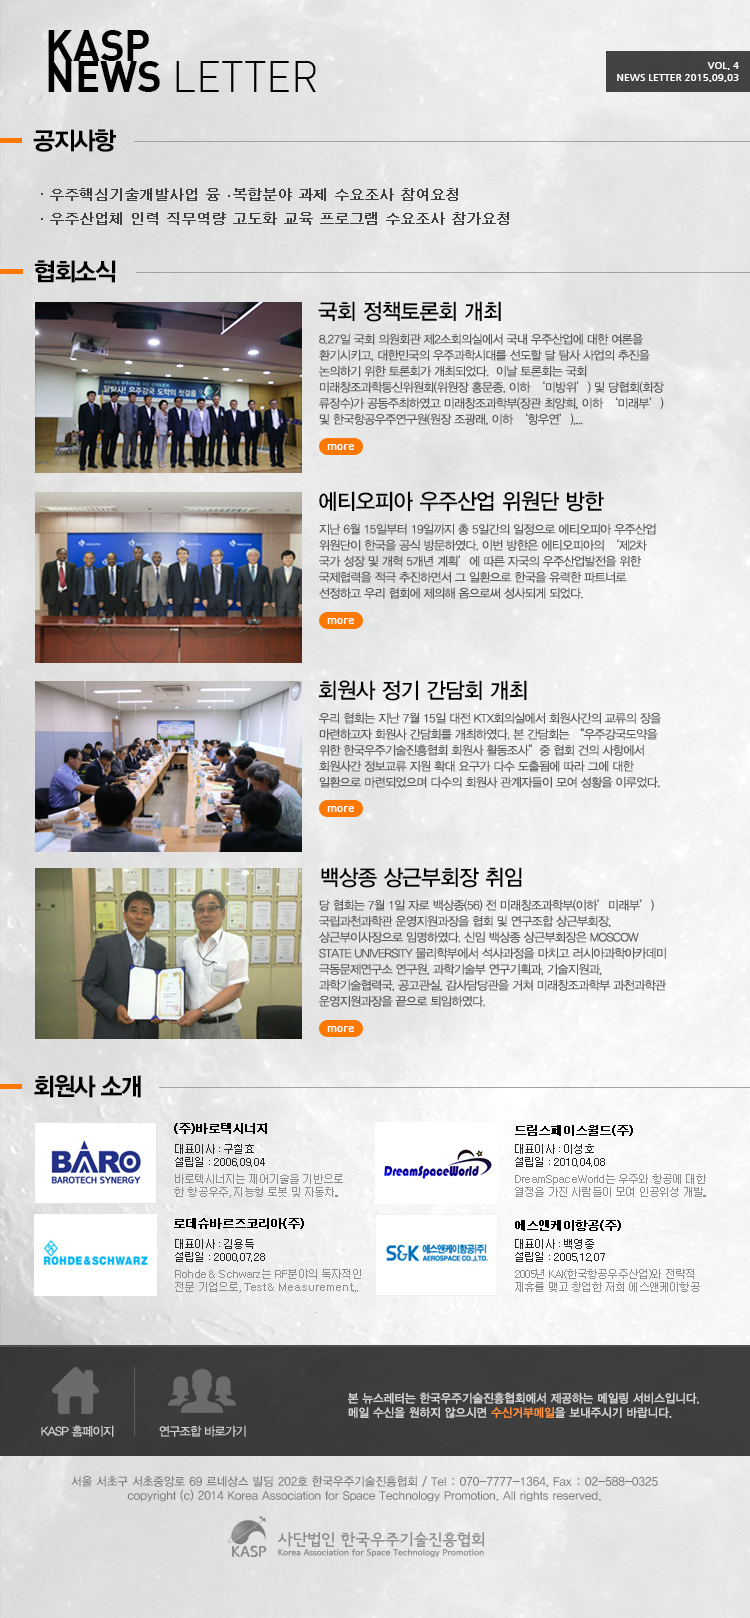 KASP
NEWS LETTER
VOL. 4
NEWS LETTER 2015.09.03
공지사항
· 우주핵심기술개발사업 융 ·복합분야 과제 수요조사 참여요청
· 우주산업체 인력 직무역량 고도화 교육 프로그램 수요조사 참가요청
협회소식
달탐사! 우주강국 도약의 첫걸음
국회 정책토론회 개최
8.27일 국회 의원회관 제2소회의실에서 국내 우주산업에 대한 여론을
환기시키고, 대한민국의 우주과학시대를 선도할 달 탐사 사업의 추진을
논의하기 위한 토론회가 개최되었다. 이날 토론회는 국회
미래창조과학통신위원회(위원장 홍문종, 이하 ‘미방위’) 및 당협회(회장
류장수)가 공동주최하였고 미래창조과학부(장관 최양희, 이하 ‘미래부’)
및 한국항공우주연구원(원장 조광래, 이하 ‘항우연’)....
more
에티오피아 우주산업 위원단 방한
지난 6월 15일부터 19일까지 총 5일간의 일정으로 에티오피아 우주산업
위원단이 한국을 공식 방문하였다. 이번 방한은 에티오피아의 ‘제2차
국가 성장 및 개혁 5개년 계획’에 따른 자국의 우주산업발전을 위한
국제협력을 적극 추진하면서 그 일환으로 한국을 유력한 파트너로
선정하고 우리 협회에 제의해 옴으로써 성사되게 되었다.
more
회원사 정기 간담회 개최
우리 협회는 지난 7월 15일 대전 KTX회의실에서 회원사간의 교류의 장을
마련하고자 회원사 간담회를 개최하였다. 본 간담회는 “우주강국도약을
위한 한국우주기술진흥협회 회원사 활동조사” 중 협회 건의 사항에서
회원사간 정보교류 지원 확대 요구가 다수 도출됨에 따라 그에 대한
일환으로 마련되었으며 다수의 회원사 관계자들이 모여 성황을 이루었다.
more
백상종 상근부회장 취임
당 협회는 7월 1일 자로 백상종(56) 전 미래창조과학부(이하’미래부’)
국립과천과학관 운영지원과장을 협회 및 연구조합 상근부회장,
상근부이사장으로 임명하였다. 신임 백상종 상근부회장은 MOSCOW
STATE UNIVERSITY 물리학부에서 석사과정을 마치고 러시아과학아카데미
극동문제연구소 연구원, 과학기술부 연구기획과, 기술지원과,
과학기술협력국, 공고관실, 감사담당관을 거쳐 미래창조과학부 과천과학관
운영지원과장을 끝으로 퇴임하였다.
more
회원사 소개
BARO
BAROTECH SYNERGY
(주)바로텍시너지
대표이사 : 구칠효
설립일 : 2006.09.04
바로텍시너지는 제어기술을 기반으로
한 항공우주,지능형 로봇 및 자동차..
DreamSpaceWorld
드림스페이스월드(주)
대표이사 : 이성호
설립일 : 2010.04.08
DreamSpaceWorld는 우주와 항공에 대한
열정을 가진 사람들이 모여 인공위성 개발..
ROHDE&SCHWARZ
로데슈바르즈코리아(주)
대표이사 : 김용득
설립일 : 2000.07.28
Rohde & Schwarz는 RF분야의 독자적인
전문 기업으로, Test & Measurement...
S&K 에스앤케이항공(주)
AEROSPACE CO.,LTD.
에스앤케이항공(주)
대표이사 : 백영종
설립일 : 2005.12.07
2005년 KAI(한국항공우주산업)와 전략적
제휴를 맺고 창업한 저희 에스앤케이항공
KASP 홈페이지
연구조합 바로가기
본 뉴스레터는 한국우주기술진흥협회에서 제공하는 메일링 서비스입니다.
메일 수신을 원하지 않으시면 수신거부메일을 보내주시기 바랍니다.
서울 서초구 서초중앙로 69 르네상스 빌딩 202호 한국우주기술진흥협회 / Tel : 070-7777-1364, Fax : 02-588-0325
copyright (c) 2014 Korea Association for Space Technology Promotion. All rights reserved.
KASP
사단법인 한국우주기술진흥협회
Korea Association for Space Technology Promotion